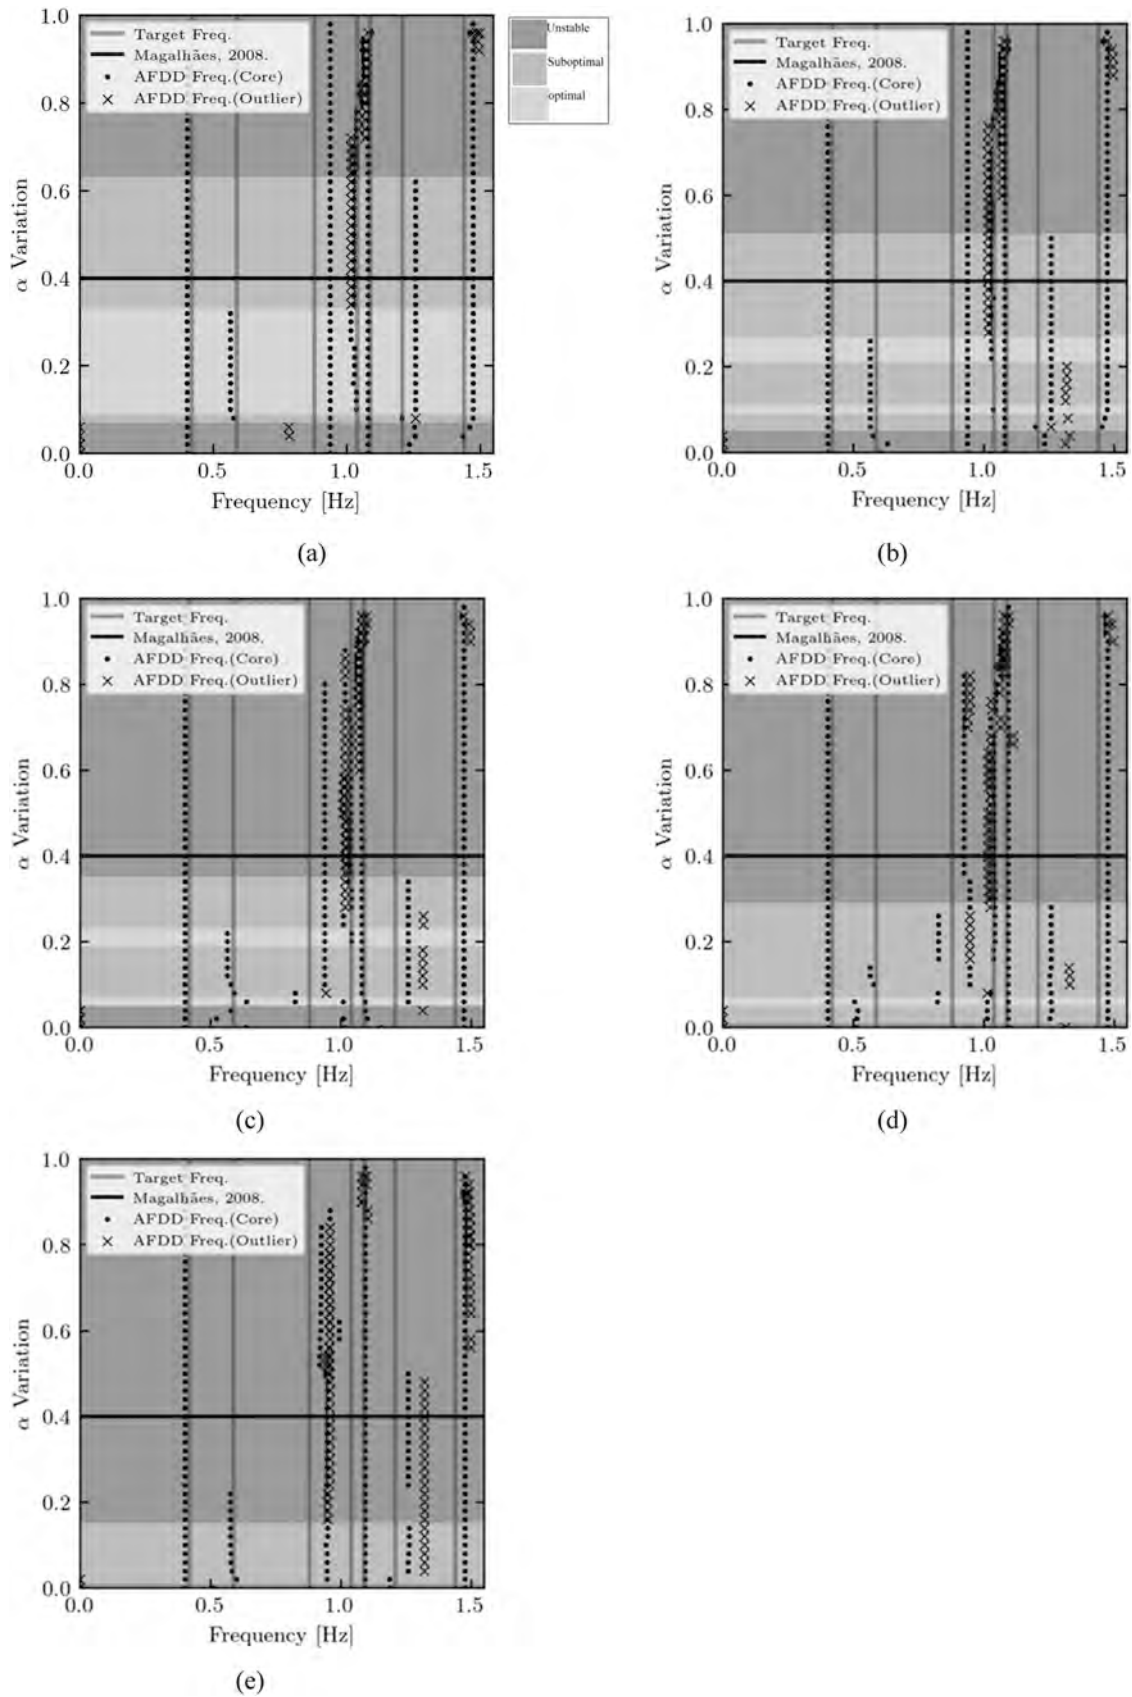 1.0
0.8
0.6
0.4
0.2
0.0
α Variation
Target Freq.
Magalhães, 2008.
AFDD Freq.(Core)
AFDD Freq.(Outlier)
0.0 0.5 1.0 1.5
Frequency [Hz]
(a)
Unstable
Suboptimal
optimal
1.0
0.8
0.6
0.4
0.2
0.0
α Variation
Target Freq.
Magalhães, 2008.
AFDD Freq.(Core)
AFDD Freq.(Outlier)
0.0 0.5 1.0 1.5
Frequency [Hz]
(b)
1.0
0.8
0.6
0.4
0.2
0.0
α Variation
Target Freq.
Magalhães, 2008.
AFDD Freq.(Core)
AFDD Freq.(Outlier)
0.0 0.5 1.0 1.5
Frequency [Hz]
(c)
1.0
0.8
0.6
0.4
0.2
0.0
α Variation
Target Freq.
Magalhães, 2008.
AFDD Freq.(Core)
AFDD Freq.(Outlier)
0.0 0.5 1.0 1.5
Frequency [Hz]
(d)
1.0
0.8
0.6
0.4
0.2
0.0
α Variation
Target Freq.
Magalhães, 2008.
AFDD Freq.(Core)
AFDD Freq.(Outlier)
0.0 0.5 1.0 1.5
Frequency [Hz]
(e)